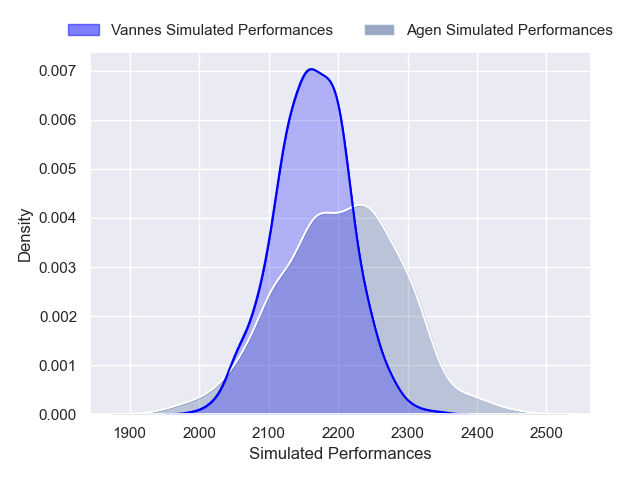 Vannes Simulated Performances Agen Simulated Performances
0.007
0.006
0.005
0.004
0.003
0.002
0.001
0.000
Density
1900 2000 2100 2200 2300 2400 2500
Simulated Performances